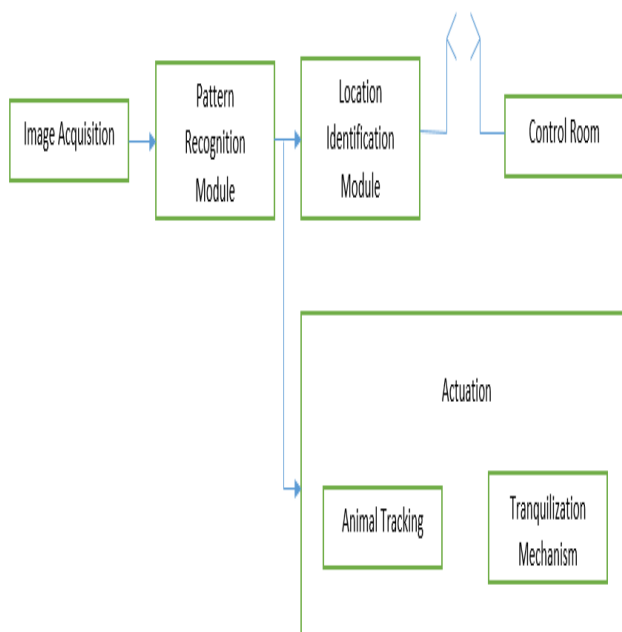 Image Acquisition
Pattern
Recognition
Module
Location
Identification
Module
Control Room
Actuation
Animal Tracking
Tranquilization
Mechanism